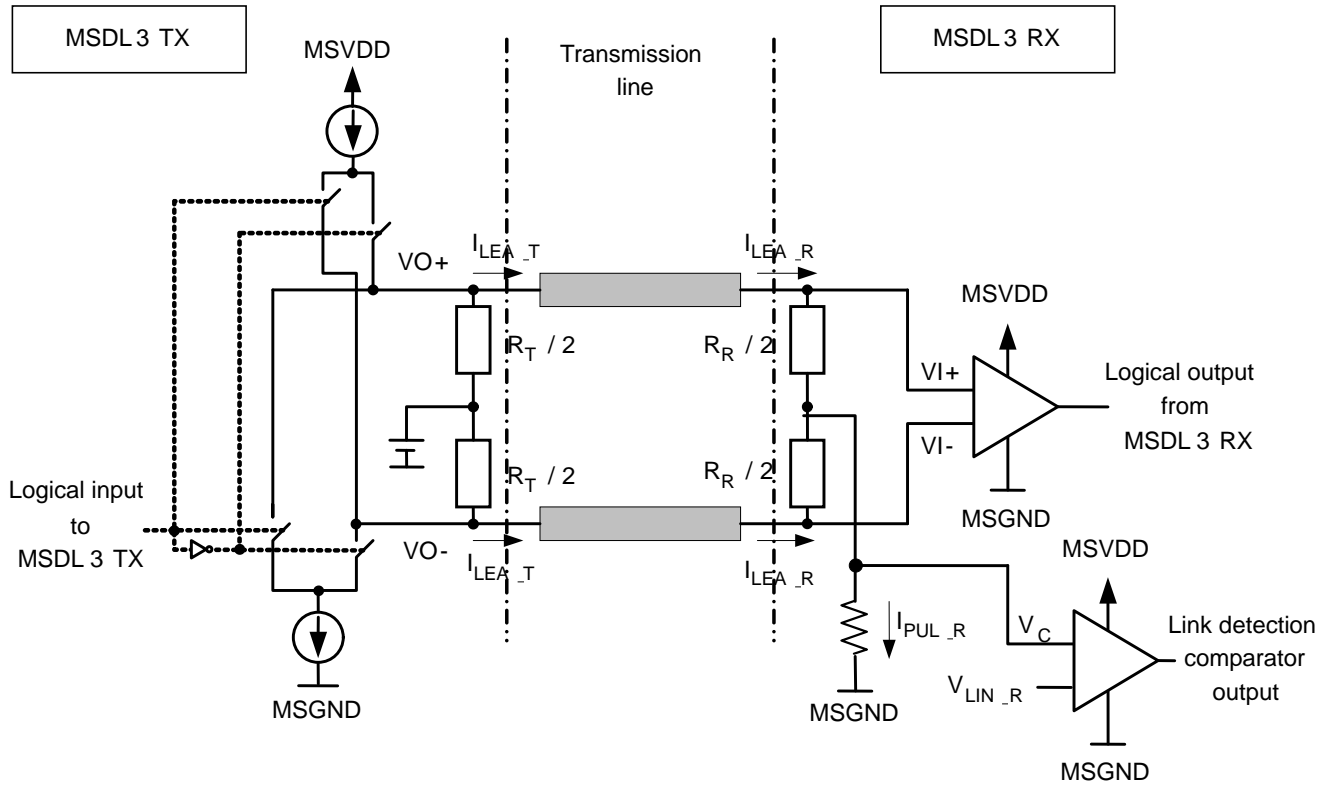 MSDL 3 TX
MSVDD
Transmission
line
MSDL 3 RX
VO+
I_LEA_T
I_LEA_R
R_T / 2
R_R / 2
MSVDD
VI+
VI-
Logical output
from
MSDL 3 RX
MSGND
R_T / 2
R_R / 2
Logical input
to
MSDL 3 TX
VO-
I_LEA_T
I_LEA_R
MSGND
I_PUL_R
MSGND
MSVDD
V_C
V_LIN_R
Link detection
comparator
output
MSGND